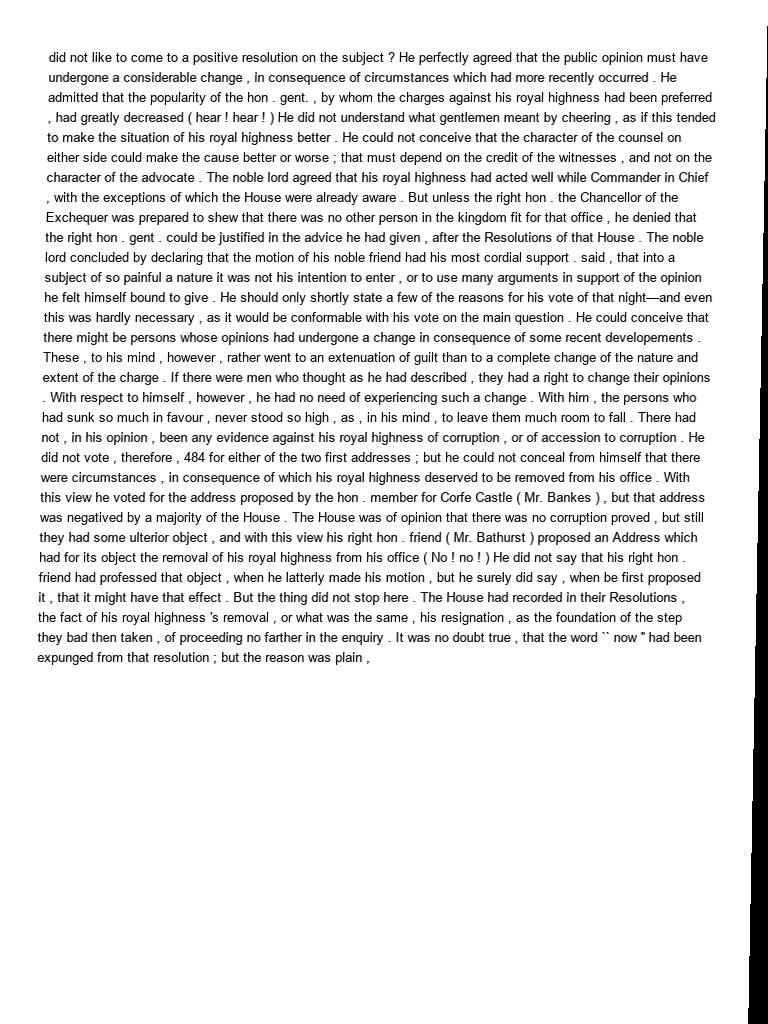 did not like to come to a positive resolution on the subject ? He perfectly agreed that the public opinion must have
undergone a considerable change , in consequence of circumstances which had more recently occurred . He
admitted that the popularity of the hon . gent. , by whom the charges against his royal highness had been preferred
, had greatly decreased ( hear ! hear ! ) He did not understand what gentlemen meant by cheering , as if this tended
to make the situation of his royal highness better . He could not conceive that the character of the counsel on
either side could make the cause better or worse ; that must depend on the credit of the witnesses , and not on the
character of the advocate . The noble lord agreed that his royal highness had acted well while Commander in Chief
, with the exceptions of which the House were already aware . But unless the right hon . the Chancellor of the
Exchequer was prepared to shew that there was no other person in the kingdom fit for that office , he denied that
the right hon . gent . could be justified in the advice he had given , after the Resolutions of that House . The noble
lord concluded by declaring that the motion of his noble friend had his most cordial support . said , that into a
subject of so painful a nature it was not his intention to enter , or to use many arguments in support of the opinion
he felt himself bound to give . He should only shortly state a few of the reasons for his vote of that night—and even
this was hardly necessary , as it would be conformable with his vote on the main question . He could conceive that
there might be persons whose opinions had undergone a change in consequence of some recent developements .
These , to his mind , however , rather went to an extenuation of guilt than to a complete change of the nature and
extent of the charge . If there were men who thought as he had described , they had a right to change their opinions
. With respect to himself , however , he had no need of experiencing such a change . With him , the persons who
had sunk so much in favour , never stood so high , as , in his mind , to leave them much room to fall . There had
not , in his opinion , been any evidence against his royal highness of corruption , or of accession to corruption . He
did not vote , therefore , 484 for either of the two first addresses ; but he could not conceal from himself that there
were circumstances , in consequence of which his royal highness deserved to be removed from his office . With
this view he voted for the address proposed by the hon . member for Corfe Castle ( Mr. Bankes ) , but that address
was negatived by a majority of the House . The House was of opinion that there was no corruption proved , but still
they had some ulterior object , and with this view his right hon . friend ( Mr. Bathurst ) proposed an Address which
had for its object the removal of his royal highness from his office ( No ! no ! ) He did not say that his right hon .
friend had professed that object , when he latterly made his motion , but he surely did say , when be first proposed
it , that it might have that effect . But the thing did not stop here . The House had recorded in their Resolutions ,
the fact of his royal highness 's removal , or what was the same , his resignation , as the foundation of the step
they bad then taken , of proceeding no farther in the enquiry . It was no doubt true , that the word `` now '' had been
expunged from that resolution ; but the reason was plain ,